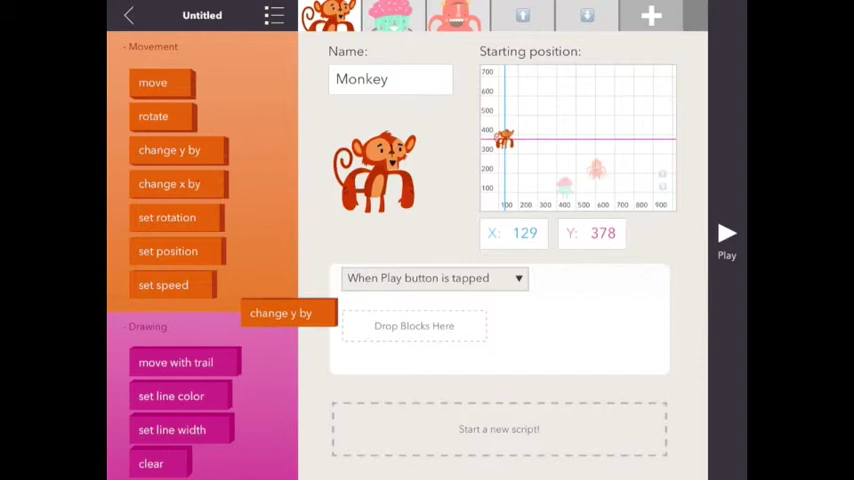 Untitled
- Movement
move
rotate
change y by
change x by
set rotation
set position
set speed
change y by
- Drawing
move with trail
set line color
set line width
clear
Name:
Monkey
Starting position:
700
600
500
400
300
200
100
100 200 300 400 500 600 700 800 900
X: 129
Y: 378
When Play button is tapped
Drop Blocks Here
Start a new script!
Play